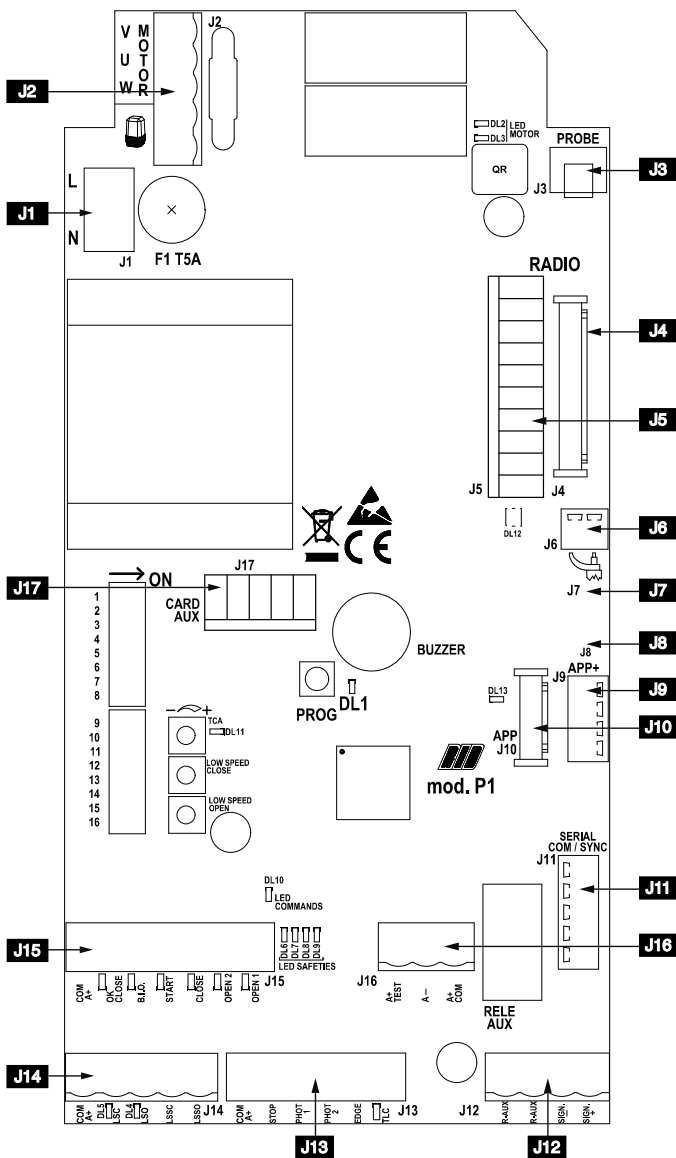 J2
V MOTOR
U
W
J2
DL2 LED
DL3 MOTOR
PROBE
QR
J3
J3
L
J1
N
J1
F1 T5A
RADIO
J4
J5
J5
J4
DL12
J6
J6
J7
J7
CE
ON
J17
J17
CARD
AUX
1
2
3
4
5
6
7
8
BUZZER
J8
J8
J9
APP+
J9
DL13
PROG
DL1
APP
J10
J10
– +
TCA
DL11
9
10
11
12
13
14
15
16
LOW SPEED
CLOSE
LOW SPEED
OPEN
mod. P1
SERIAL
COM / SYNC
J11
J11
DL10
LED
COMMANDS
J15
DL6
DL7
DL8
DL9
LED SAFETIES
J15
COM
A+
OK
CLOSE
B.I.O.
START
CLOSE
OPEN 2
OPEN 1
J16
J16
A+
TEST
A –
A+
COM
RELE
AUX
J14
COM
A+
DL5
LSC
DL4
LSO
LSSC
LSSO
J14
COM
A+
STOP
PHOT
1
PHOT
2
EDGE
TLC
J13
J13
J12
R-AUX
R-AUX
SIGN.
–
SIGN.
+
J12